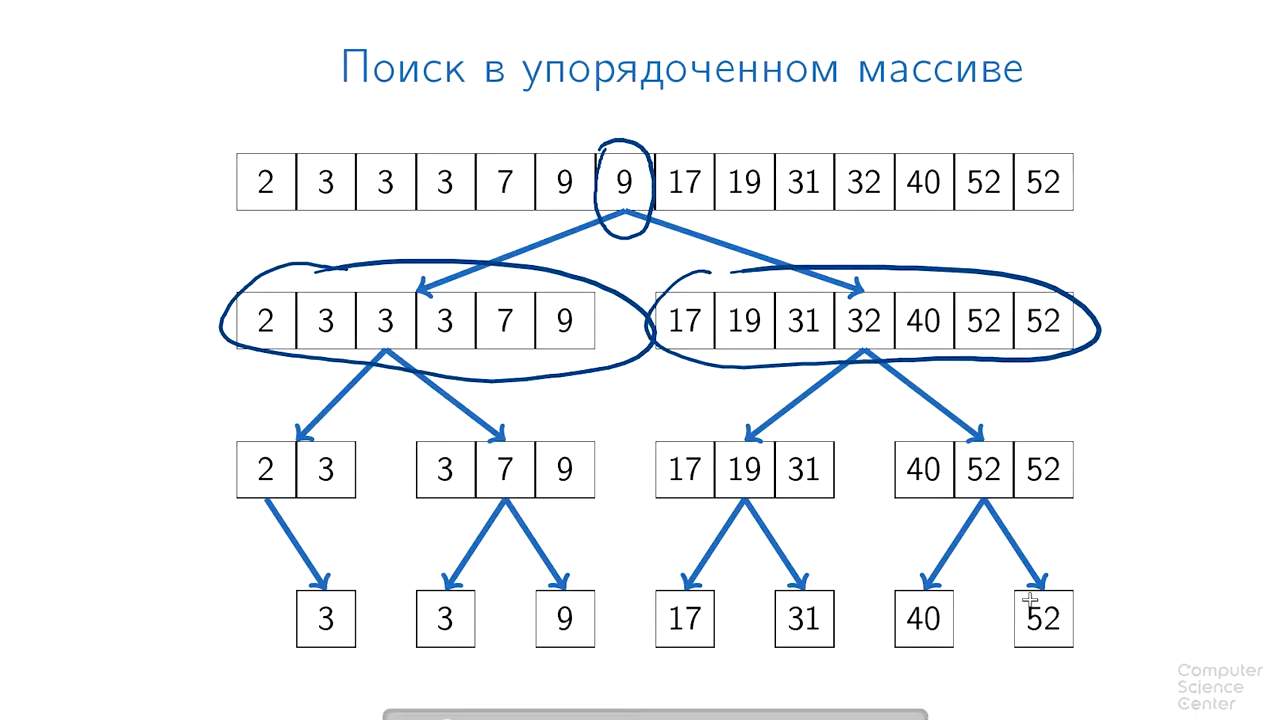 Поиск в упорядоченном массиве
2 3 3 3 7 9 9 17 19 31 32 40 52 52
2 3 3 3 7 9 17 19 31 32 40 52 52
2 3 3 7 9 17 19 31 40 52 52
3 3 9 17 31 40 52
Computer
Science
Center